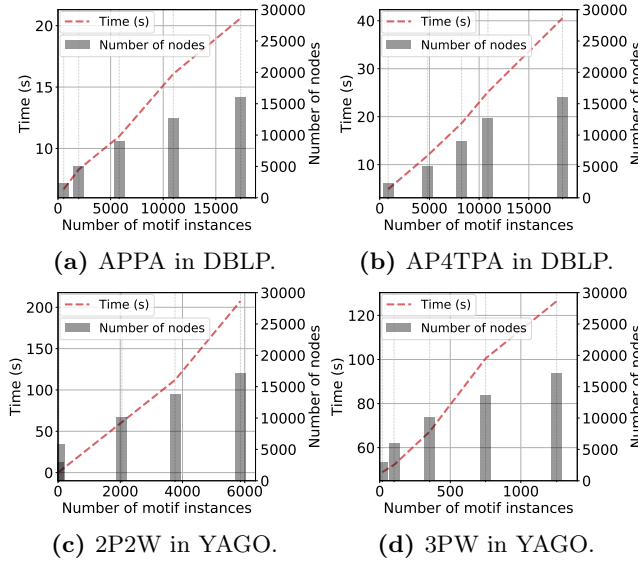 Time (s)
Number of nodes
Time (s)
10
15
20
0
5000
10000
15000
Number of motif instances
Number of nodes
0
5000
10000
15000
20000
25000
30000
(a) APPA in DBLP.
Time (s)
Number of nodes
Time (s)
10
20
30
40
0
5000
10000
15000
Number of motif instances
Number of nodes
0
5000
10000
15000
20000
25000
30000
(b) AP4TPA in DBLP.
Time (s)
Number of nodes
Time (s)
0
50
100
150
200
0
2000
4000
6000
Number of motif instances
Number of nodes
0
5000
10000
15000
20000
25000
30000
(c) 2P2W in YAGO.
Time (s)
Number of nodes
Time (s)
60
80
100
120
0
500
1000
Number of motif instances
Number of nodes
0
5000
10000
15000
20000
25000
30000
(d) 3PW in YAGO.